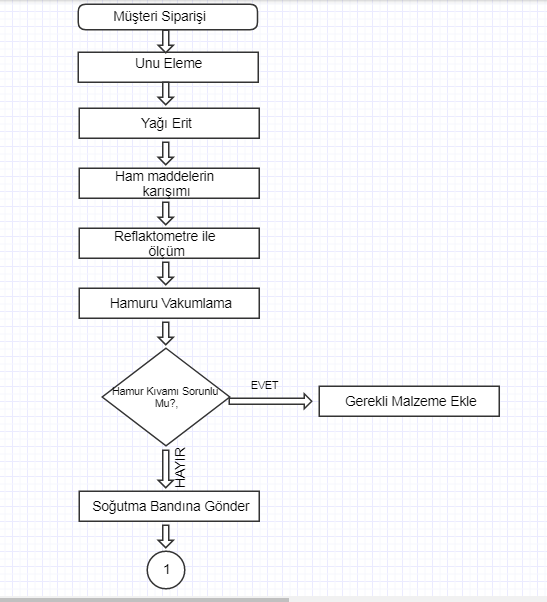 Müşteri Siparişi
Unu Eleme
Yağı Erit
Ham maddelerin
karışımı
Reflaktometre ile
ölçüm
Hamuru Vakumlama
Hamur Kıvamı Sorunlu
Mu?,
EVET
Gerekli Malzeme Ekle
HAYIR
Soğutma Bandına Gönder
1